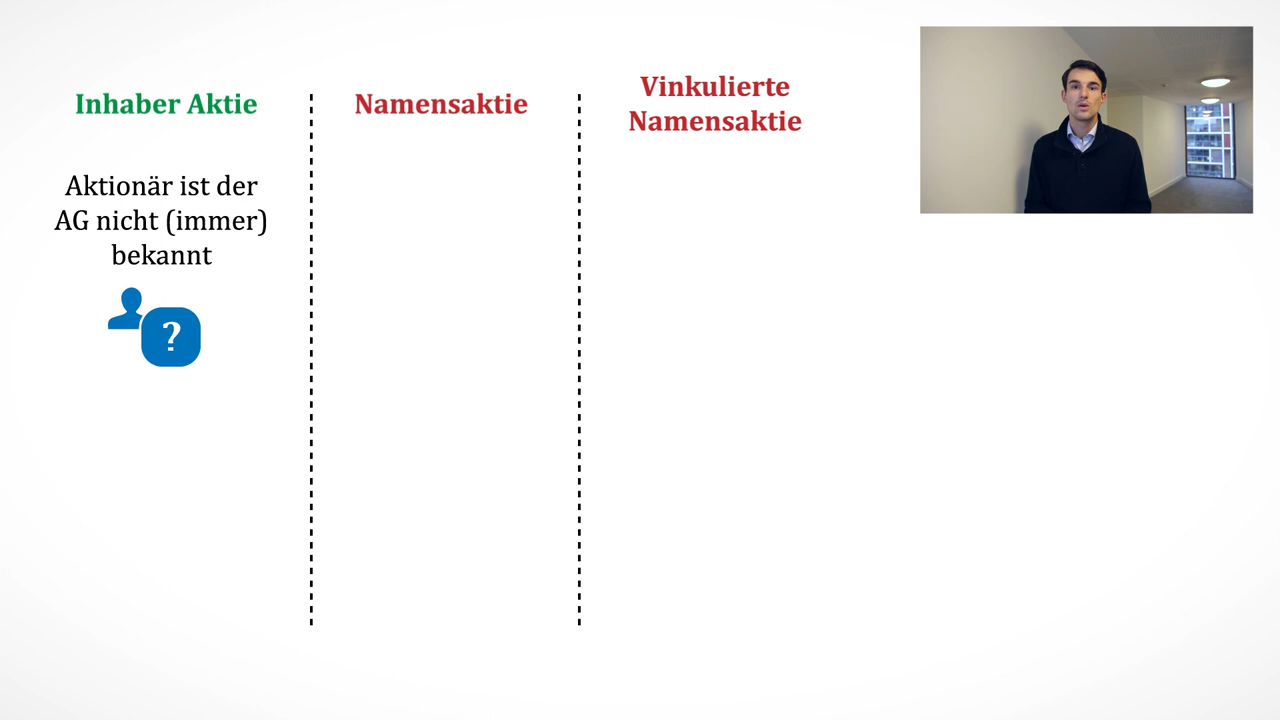 Inhaber Aktie
Aktionär ist der
AG nicht (immer)
bekannt
?
Namensaktie
Vinkulierte
Namensaktie